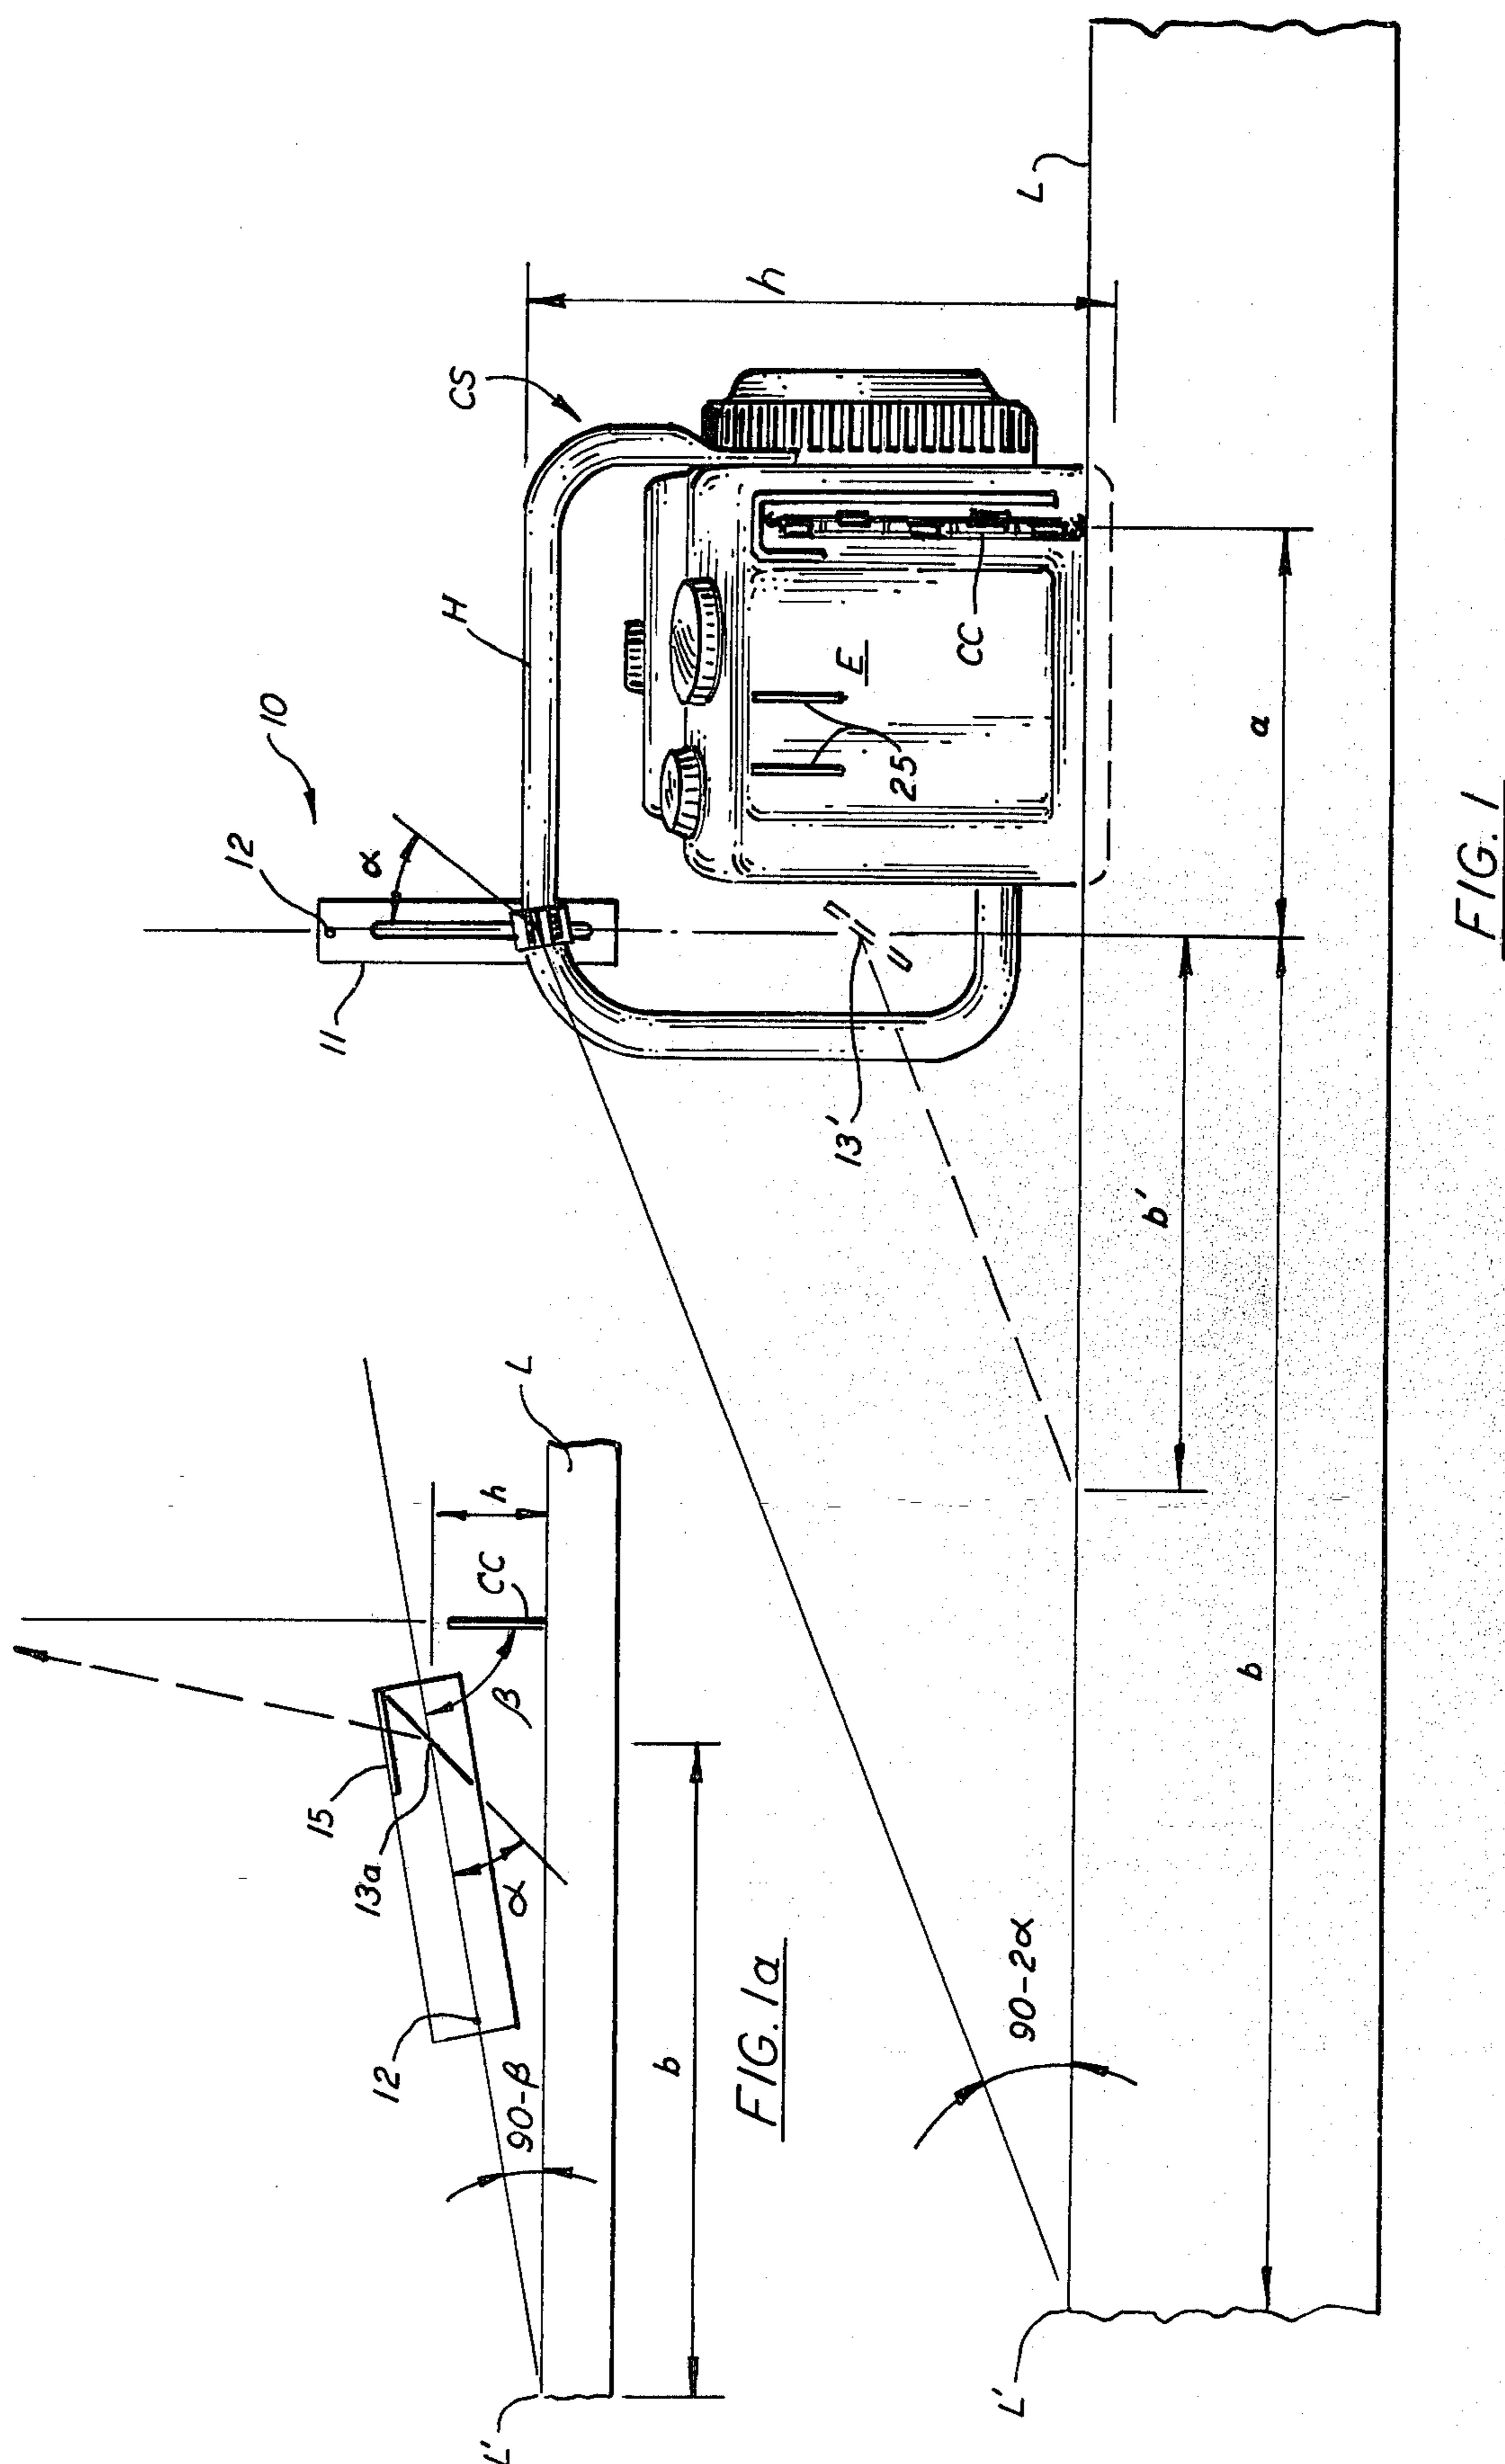 L'
90-β
12
α
13a
15
β
CC
h
L
b
FIG. 1a
10
12
α
11
H
CS
h
E
25
CC
13'
L
a
b'
b
90-2α
L'
FIG. 1